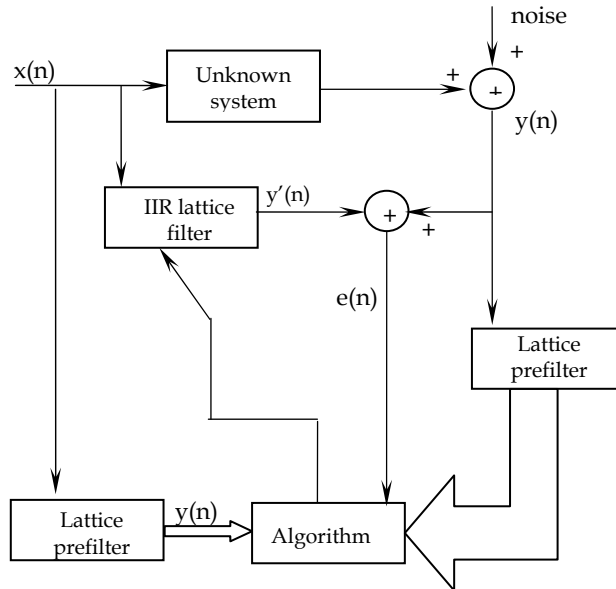 noise
+
x(n)
Unknown
system
+
+
y(n)
IIR lattice
filter
y'(n)
+
+
e(n)
Lattice
prefilter
Lattice
prefilter
y(n)
Algorithm